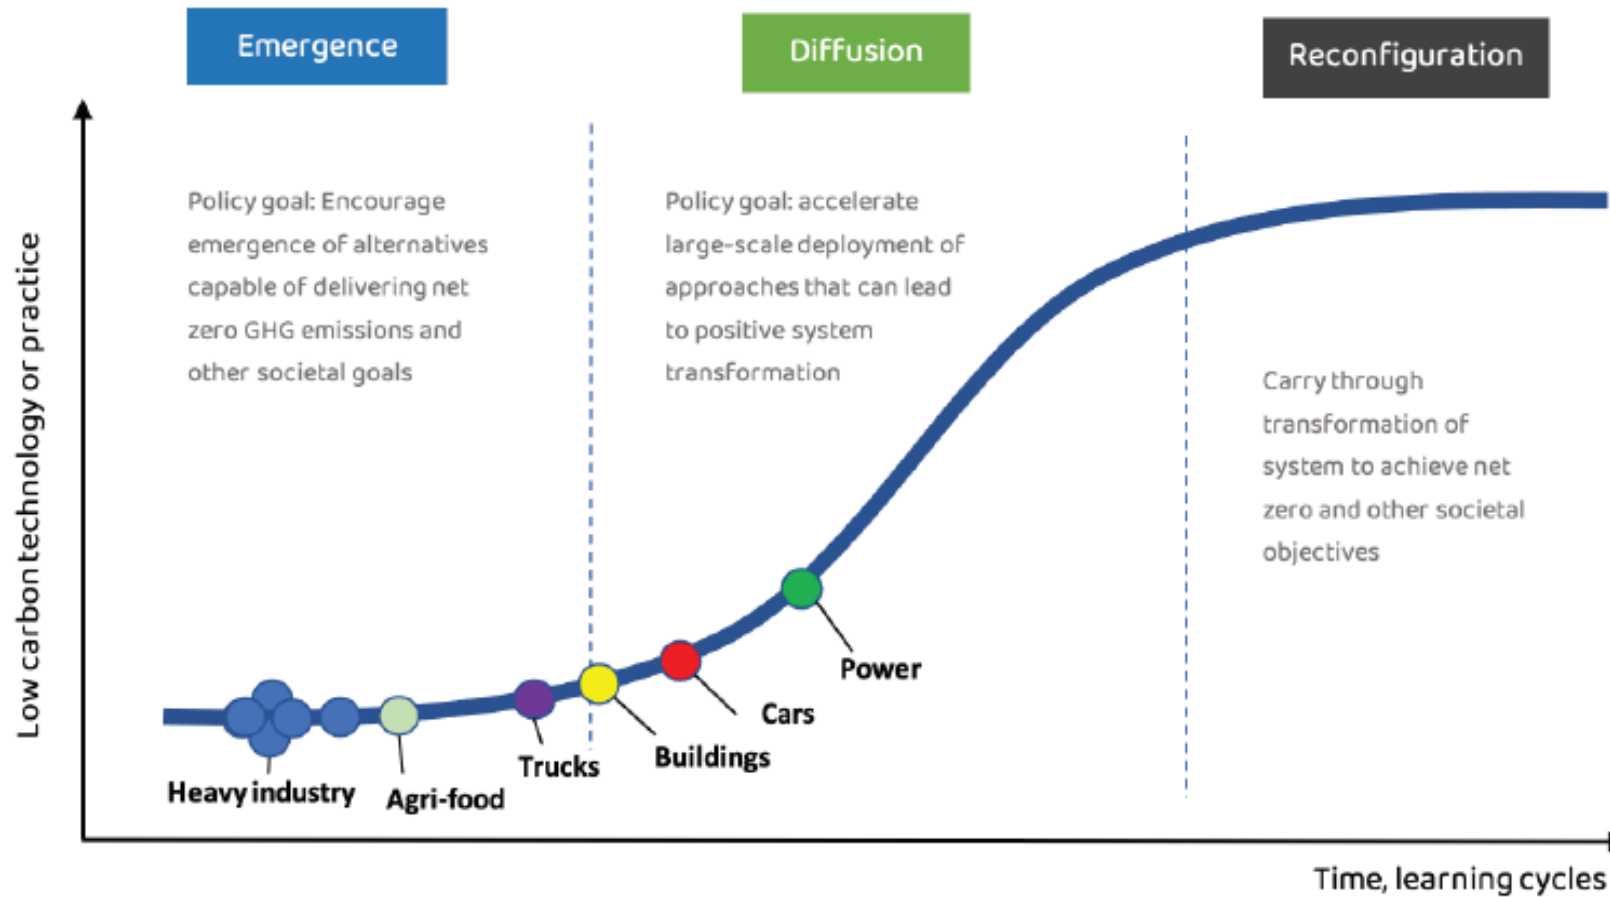 Emergence
Diffusion
Reconfiguration
Policy goal: Encourage
emergence of alternatives
capable of delivering net
zero GHG emissions and
other societal goals
Policy goal: accelerate
large-scale deployment of
approaches that can lead
to positive system
transformation
Carry through
transformation of
system to achieve net
zero and other societal
objectives
Low carbon technology or practice
Heavy industry
Agri-food
Trucks
Buildings
Cars
Power
Time, learning cycles